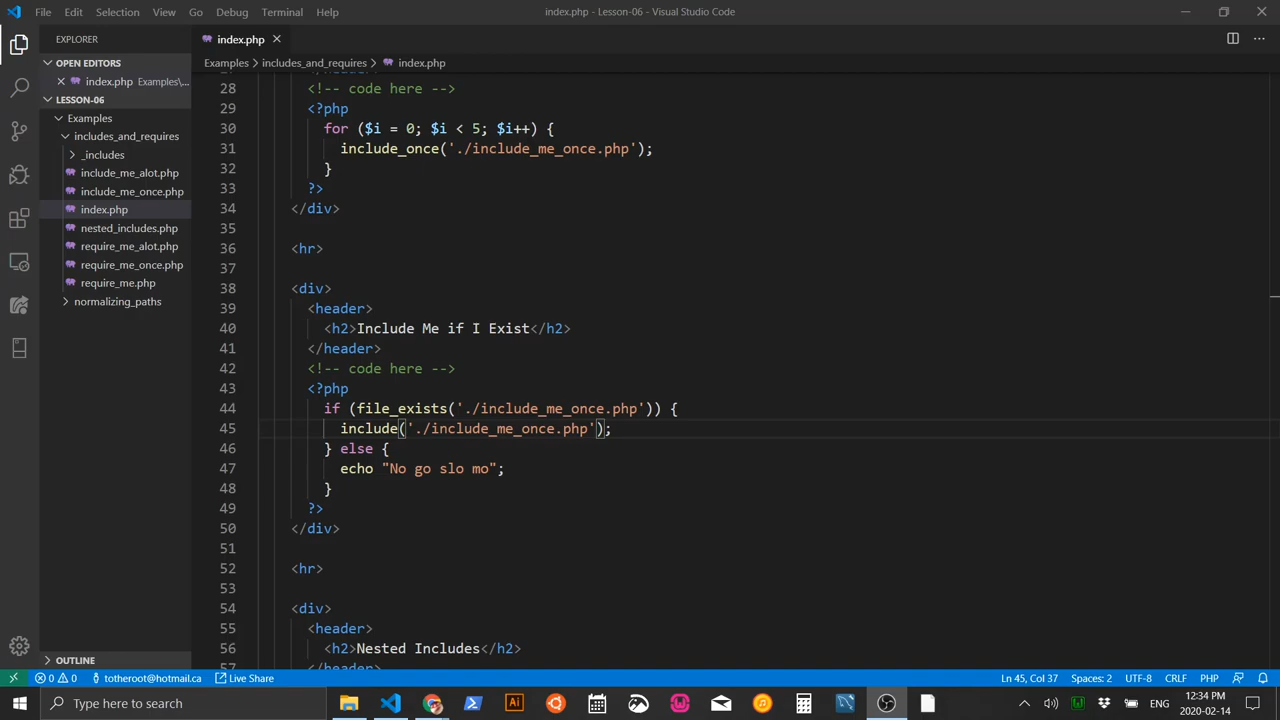 File Edit Selection View Go Debug Terminal Help
index.php - Lesson-06 - Visual Studio Code
EXPLORER
OPEN EDITORS
index.php Examples\...
LESSON-06
Examples
includes_and_requires
_includes
include_me_alot.php
include_me_once.php
index.php
nested_includes.php
require_me_alot.php
require_me_once.php
require_me.php
normalizing_paths
OUTLINE
index.php
Examples > includes_and_requires > index.php
28 <!-- code here -->
29 <?php
30 for ($i = 0; $i < 5; $i++) {
31 include_once('./include_me_once.php');
32 }
33 ?>
34 </div>
35
36 <hr>
37
38 <div>
39 <header>
40 <h2>Include Me if I Exist</h2>
41 </header>
42 <!-- code here -->
43 <?php
44 if (file_exists('./include_me_once.php')) {
45 include('./include_me_once.php');
46 } else {
47 echo "No go slo mo";
48 }
49 ?>
50 </div>
51
52 <hr>
53
54 <div>
55 <header>
56 <h2>Nested Includes</h2>
57 </header>
0 0 totheroot@hotmail.ca Live Share
Ln 45, Col 37 Spaces: 2 UTF-8 CRLF PHP
Type here to search
ENG
12:34 PM
2020-02-14